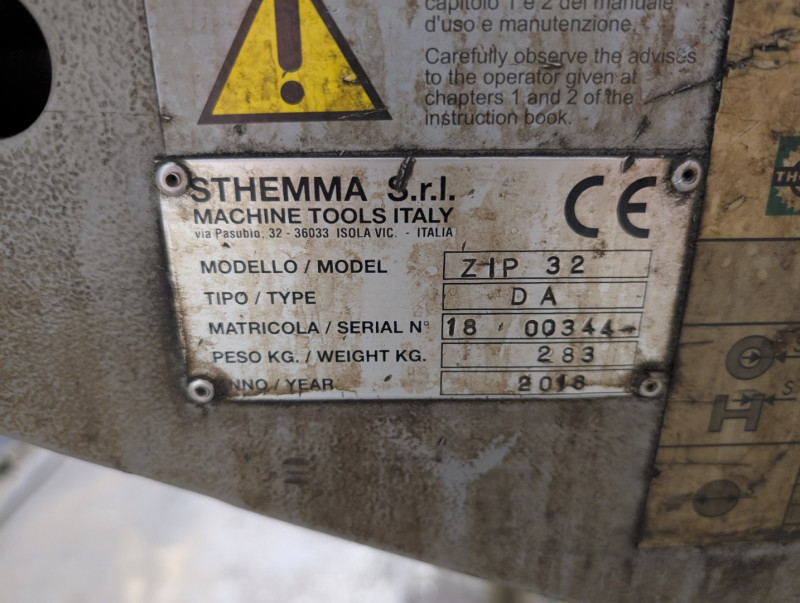 capitolo 1 e 2 del manuale
d'uso e manutenzione.
Carefully observe the advises
to the operator given at
chapters 1 and 2 of the
instruction book.
STHEMMA S.r.l.
MACHINE TOOLS ITALY
via Pasubio, 32 - 36033 ISOLA VIC. - ITALIA
CE
MODELLO / MODEL ZIP 32
TIPO / TYPE DA
MATRICOLA / SERIAL N° 18 00344
PESO KG. / WEIGHT KG. 283
ANNO / YEAR 2018
TH
S
H S